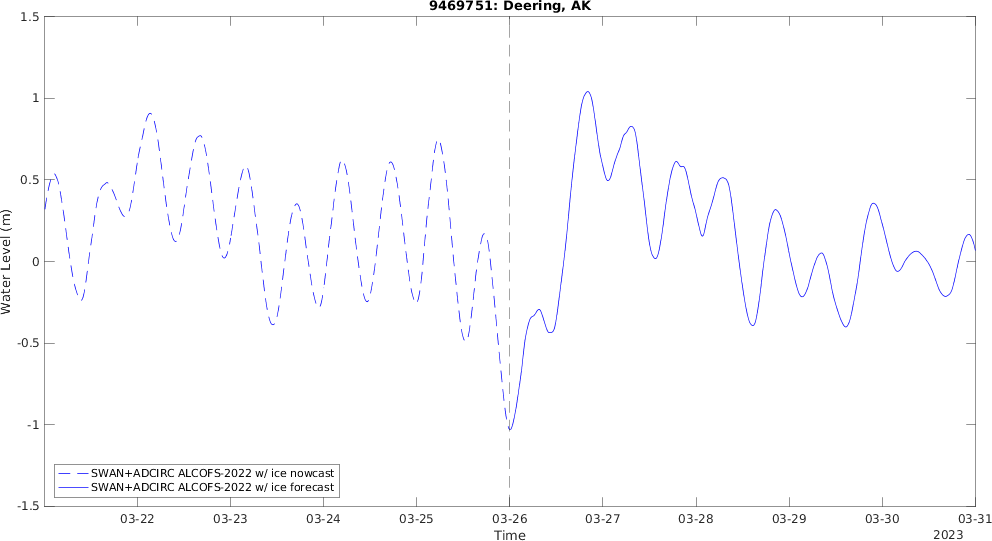 9469751: Deering, AK
1.5
1
0.5
0
-0.5
-1
-1.5
Water Level (m)
SWAN+ADCIRC ALCOFS-2022 w/ ice nowcast
SWAN+ADCIRC ALCOFS-2022 w/ ice forecast
03-22 03-23 03-24 03-25 03-26 03-27 03-28 03-29 03-30 03-31
Time
2023